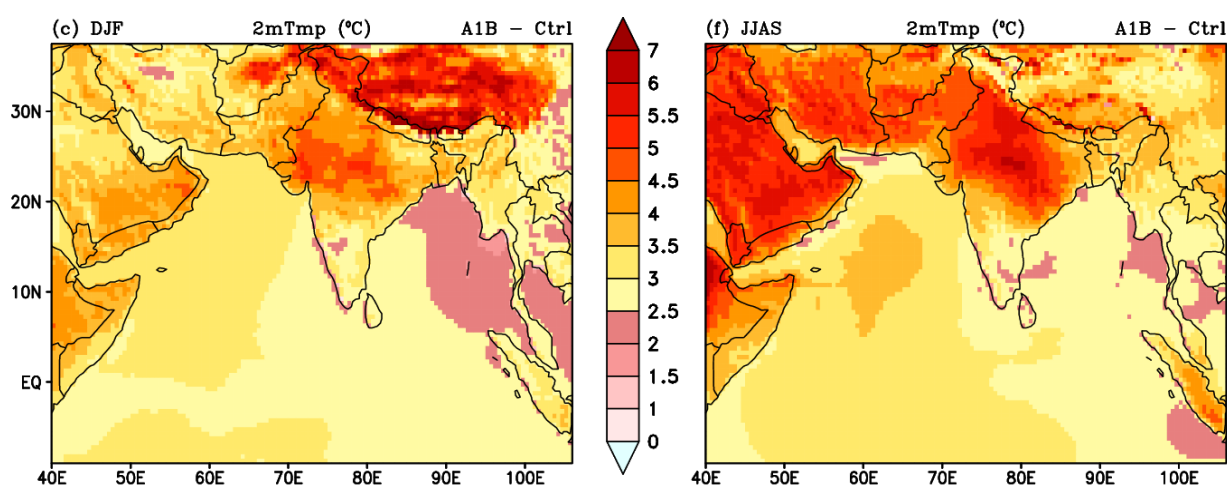 (c) DJF 2mTmp (°C) A1B – Ctrl
(f) JJAS 2mTmp (°C) A1B – Ctrl
30N
20N
10N
EQ
40E 50E 60E 70E 80E 90E 100E
7
6
5.5
5
4.5
4
3.5
3
2.5
2
1.5
1
0
40E 50E 60E 70E 80E 90E 100E